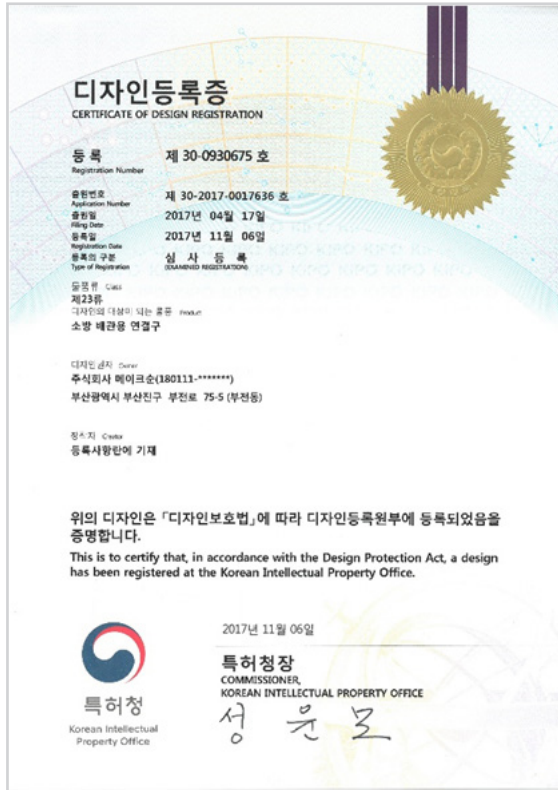 디자인등록증
CERTIFICATE OF DESIGN REGISTRATION
등록 제 30-0930675 호
Registration Number
출원번호 제 30-2017-0017636 호
Application Number
출원일 2017년 04월 17일
Filing Date
등록일 2017년 11월 06일
Registration Date
등록의 구분 심사등록
Type of Registration (EXAMINED REGISTRATION)
물품류 Class
제23류
디자인의 대상이 되는 물품 Product
소방 배관용 연결구
디자인권자 Owner
주식회사 메이크순(180111-*******)
부산광역시 부산진구 부전로 75-5 (부전동)
창작자 Creator
등록사항란에 기재
위의 디자인은 「디자인보호법」에 따라 디자인등록원부에 등록되었음을
증명합니다.
This is to certify that, in accordance with the Design Protection Act, a design
has been registered at the Korean Intellectual Property Office.
2017년 11월 06일
특허청장
COMMISSIONER,
KOREAN INTELLECTUAL PROPERTY OFFICE
성윤모
특허청
Korean Intellectual
Property Office